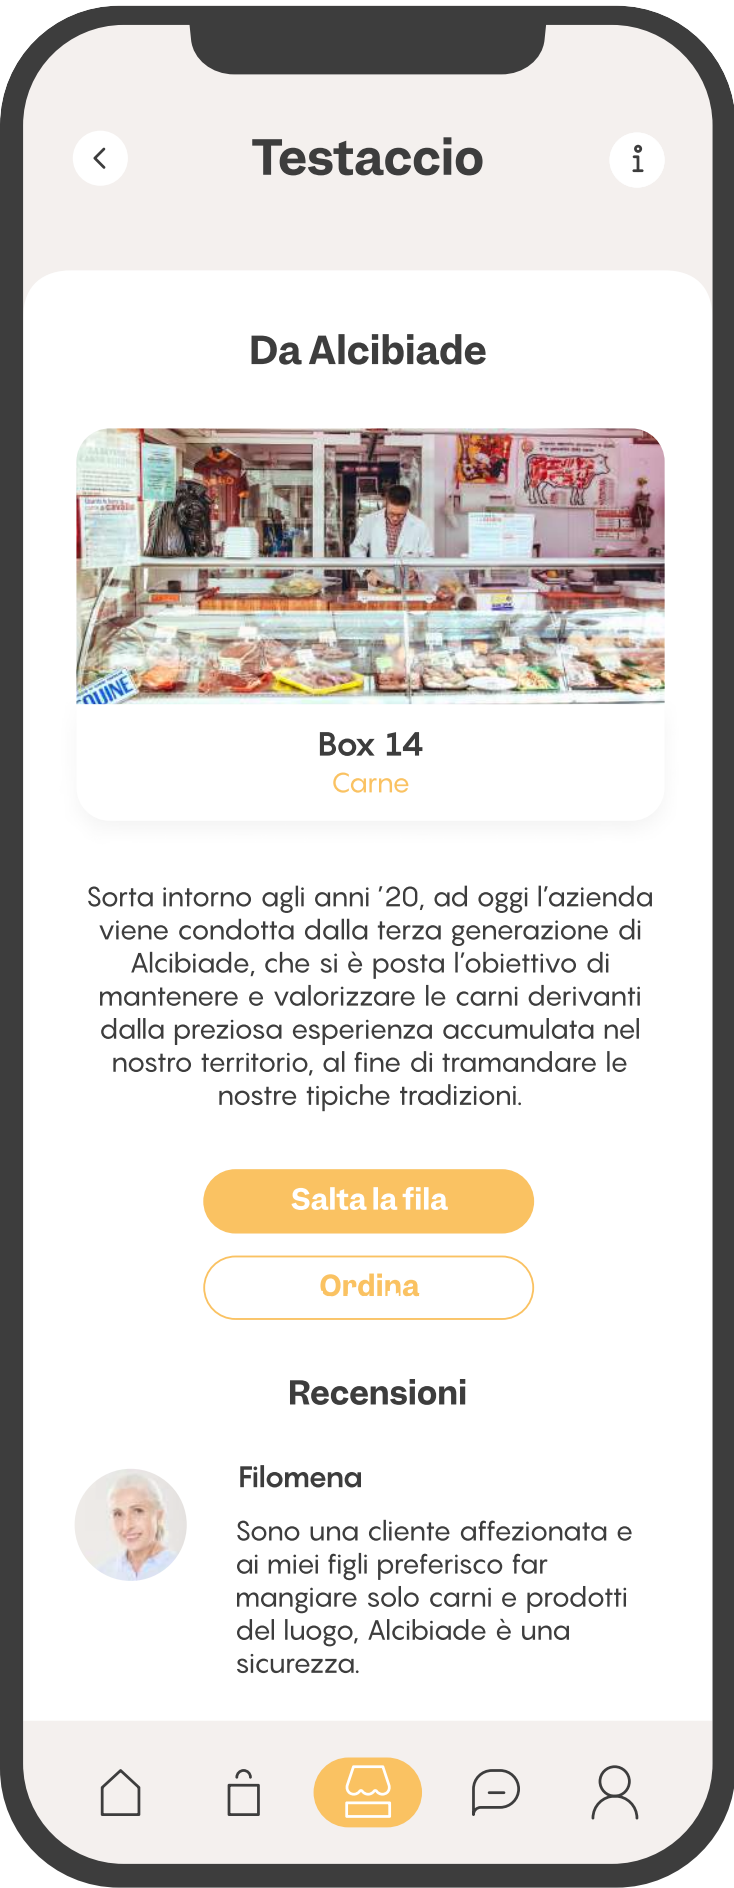 Testaccio
Da Alcibiade
Box 14
Carne
Sorta intorno agli anni ’20, ad oggi l’azienda
viene condotta dalla terza generazione di
Alcibiade, che si è posta l’obiettivo di
mantenere e valorizzare le carni derivanti
dalla preziosa esperienza accumulata nel
nostro territorio, al fine di tramandare le
nostre tipiche tradizioni.
Salta la fila
Ordina
Recensioni
Filomena
Sono una cliente affezionata e
ai miei figli preferisco far
mangiare solo carni e prodotti
del luogo, Alcibiade è una
sicurezza.